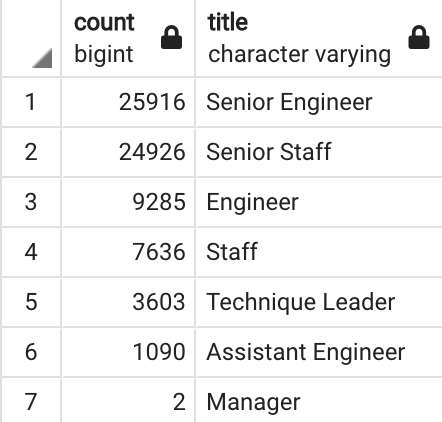 count title
bigint character varying
1 25916 Senior Engineer
2 24926 Senior Staff
3 9285 Engineer
4 7636 Staff
5 3603 Technique Leader
6 1090 Assistant Engineer
7 2 Manager